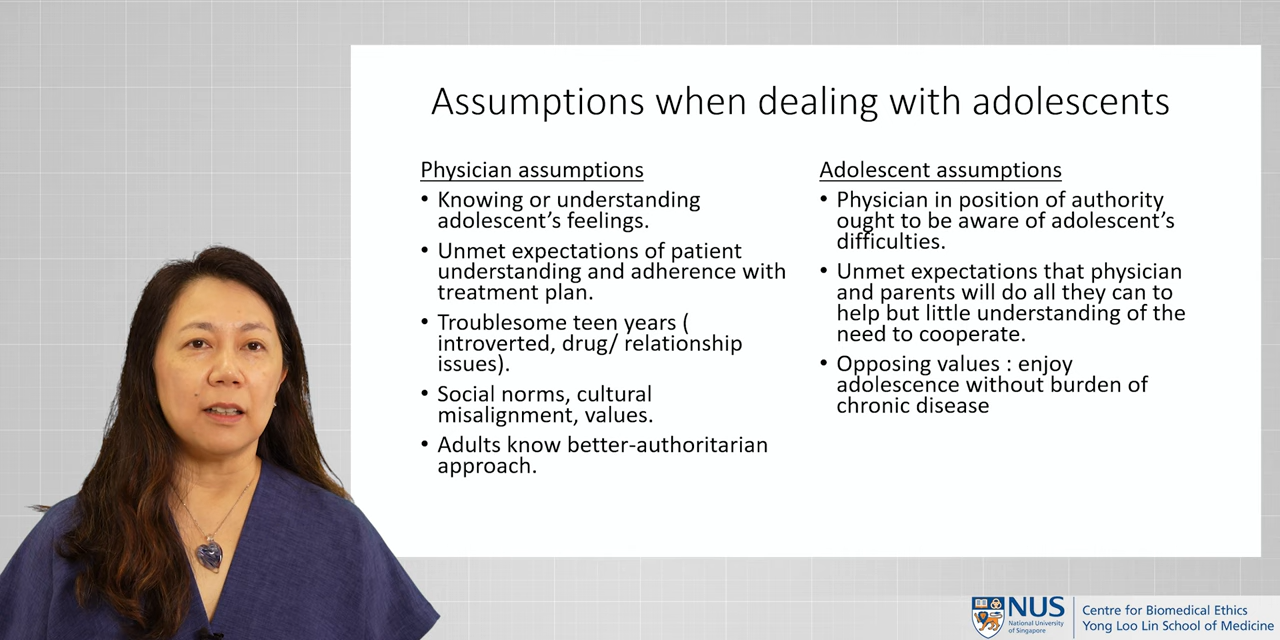 Assumptions when dealing with adolescents
Physician assumptions
• Knowing or understanding
adolescent's feelings.
• Unmet expectations of patient
understanding and adherence with
treatment plan.
• Troublesome teen years (
introverted, drug/ relationship
issues).
• Social norms, cultural
misalignment, values.
• Adults know better-authoritarian
approach.
Adolescent assumptions
• Physician in position of authority
ought to be aware of adolescent's
difficulties.
• Unmet expectations that physician
and parents will do all they can to
help but little understanding of the
need to cooperate.
• Opposing values : enjoy
adolescence without burden of
chronic disease
NUS
National University
of Singapore
Centre for Biomedical Ethics
Yong Loo Lin School of Medicine